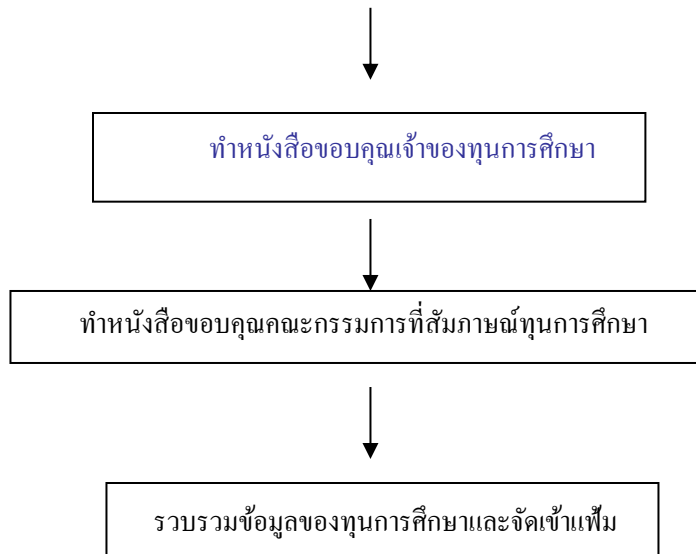 ทำหนังสือขอบคุณเจ้าของทุนการศึกษา
ทำหนังสือขอบคุณคณะกรรมการที่สัมภาษณ์ทุนการศึกษา
รวบรวมข้อมูลของทุนการศึกษาและจัดเข้าแฟ้ม